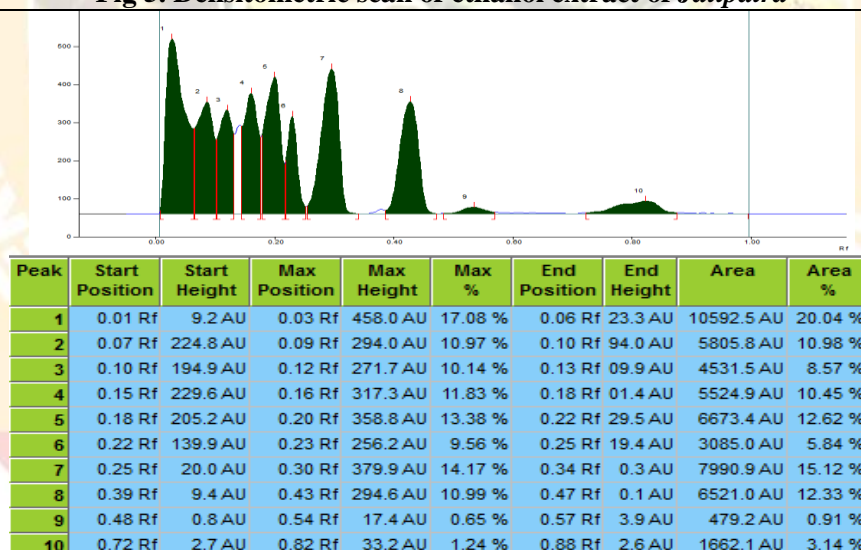 Fig 3. Densitometric scan of ethanol extract of
1 2 3 4 5 6 7 8 9 10
600
400
300
200
100
0
0.00 0.20 0.40 0.60 0.80 1.00
Rf
Peak Start Position Start Height Max Position Max Height Max % End Position End Height Area Area %
1 0.01 Rf 9.2 AU 0.03 Rf 458.0 AU 17.08 % 0.06 Rf 23.3 AU 10592.5 AU 20.04 %
2 0.07 Rf 224.8 AU 0.09 Rf 294.0 AU 10.97 % 0.10 Rf 94.0 AU 5805.8 AU 10.98 %
3 0.10 Rf 194.9 AU 0.12 Rf 271.7 AU 10.14 % 0.13 Rf 09.9 AU 4531.5 AU 8.57 %
4 0.15 Rf 229.6 AU 0.16 Rf 317.3 AU 11.83 % 0.18 Rf 01.4 AU 5524.9 AU 10.45 %
5 0.18 Rf 205.2 AU 0.20 Rf 358.8 AU 13.38 % 0.22 Rf 29.5 AU 6673.4 AU 12.62 %
6 0.22 Rf 139.9 AU 0.23 Rf 256.2 AU 9.56 % 0.25 Rf 19.4 AU 3085.0 AU 5.84 %
7 0.25 Rf 20.0 AU 0.30 Rf 379.9 AU 14.17 % 0.34 Rf 0.3 AU 7990.9 AU 15.12 %
8 0.39 Rf 9.4 AU 0.43 Rf 294.6 AU 10.99 % 0.47 Rf 0.1 AU 6521.0 AU 12.33 %
9 0.48 Rf 0.8 AU 0.54 Rf 17.4 AU 0.65 % 0.57 Rf 3.9 AU 479.2 AU 0.91 %
10 0.72 Rf 2.7 AU 0.82 Rf 33.2 AU 1.24 % 0.88 Rf 2.6 AU 1662.1 AU 3.14 %